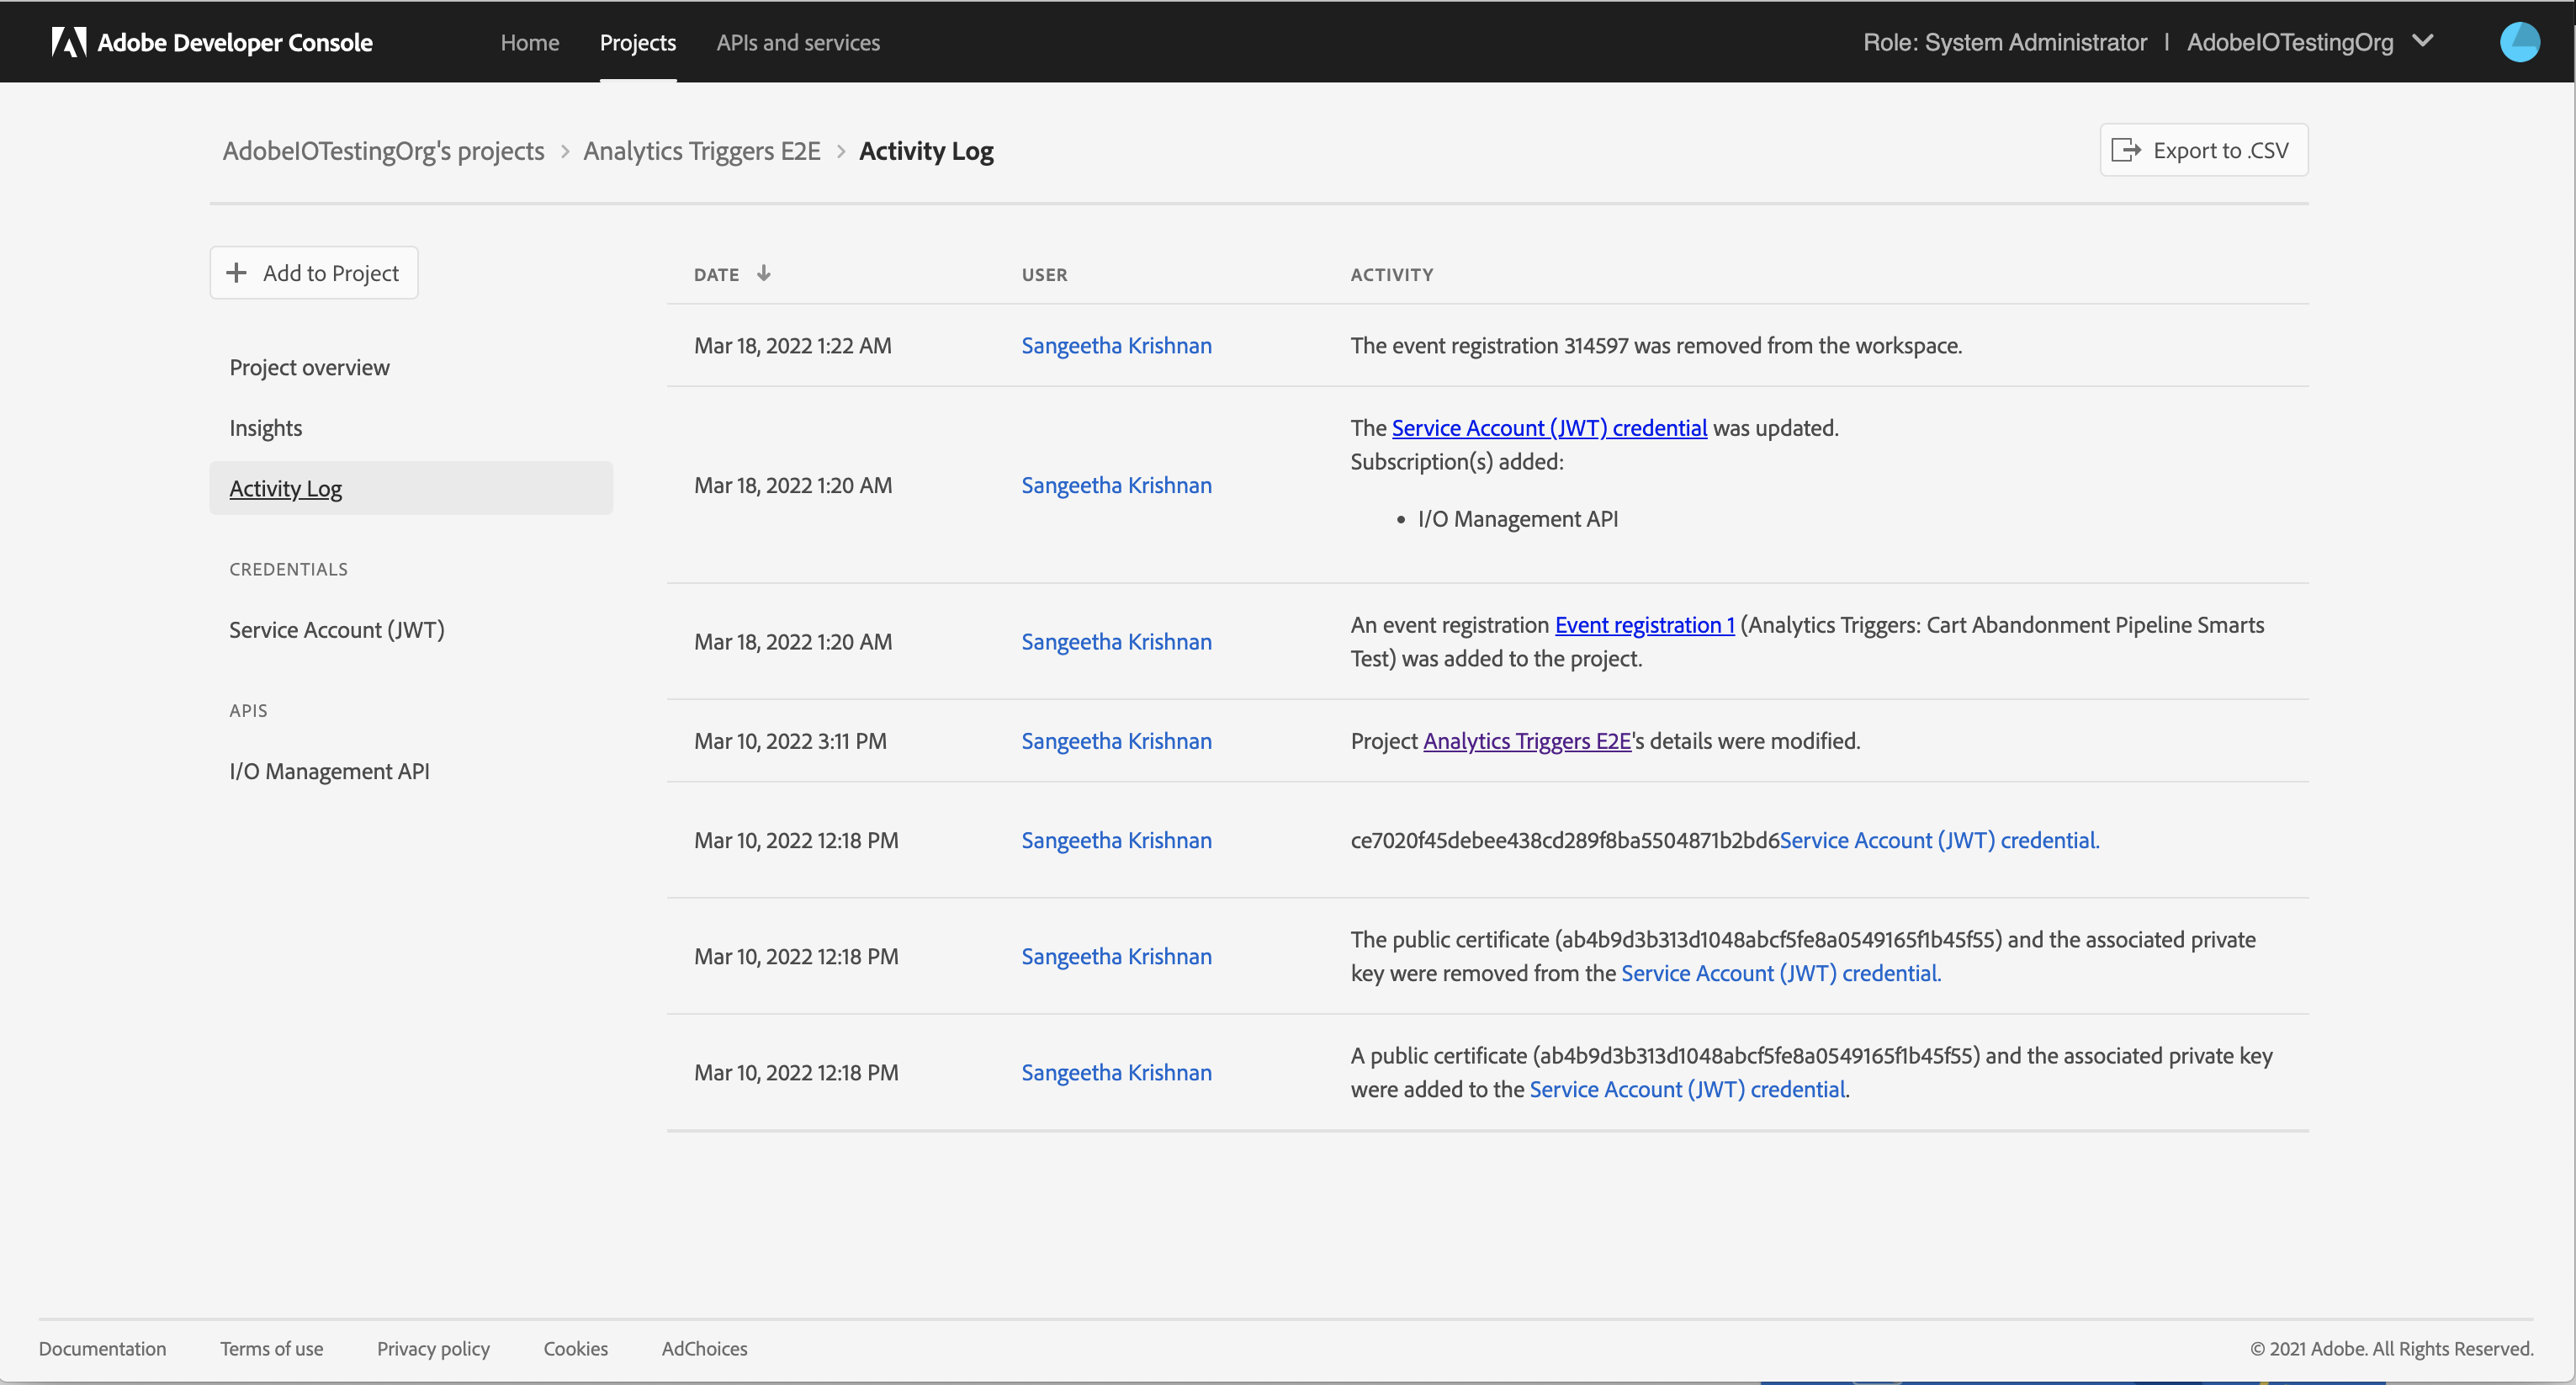 Adobe Developer Console
Home
Projects
APIs and services
Role: System Administrator | AdobeIOTestingOrg
AdobeIOTestingOrg's projects > Analytics Triggers E2E > Activity Log
Export to .CSV
Add to Project
Project overview
Insights
Activity Log
CREDENTIALS
Service Account (JWT)
APIS
I/O Management API
DATE
USER
ACTIVITY
Mar 18, 2022 1:22 AM
Sangeetha Krishnan
The event registration 314597 was removed from the workspace.
Mar 18, 2022 1:20 AM
Sangeetha Krishnan
The Service Account (JWT) credential was updated.
Subscription(s) added:
• I/O Management API
Mar 18, 2022 1:20 AM
Sangeetha Krishnan
An event registration Event registration 1 (Analytics Triggers: Cart Abandonment Pipeline Smarts
Test) was added to the project.
Mar 10, 2022 3:11 PM
Sangeetha Krishnan
Project Analytics Triggers E2E's details were modified.
Mar 10, 2022 12:18 PM
Sangeetha Krishnan
ce7020f45debee438cd289f8ba5504871b2bd6Service Account (JWT) credential.
Mar 10, 2022 12:18 PM
Sangeetha Krishnan
The public certificate (ab4b9d3b313d1048abcf5fe8a0549165f1b45f55) and the associated private
key were removed from the Service Account (JWT) credential.
Mar 10, 2022 12:18 PM
Sangeetha Krishnan
A public certificate (ab4b9d3b313d1048abcf5fe8a0549165f1b45f55) and the associated private key
were added to the Service Account (JWT) credential.
Documentation
Terms of use
Privacy policy
Cookies
AdChoices
© 2021 Adobe. All Rights Reserved.